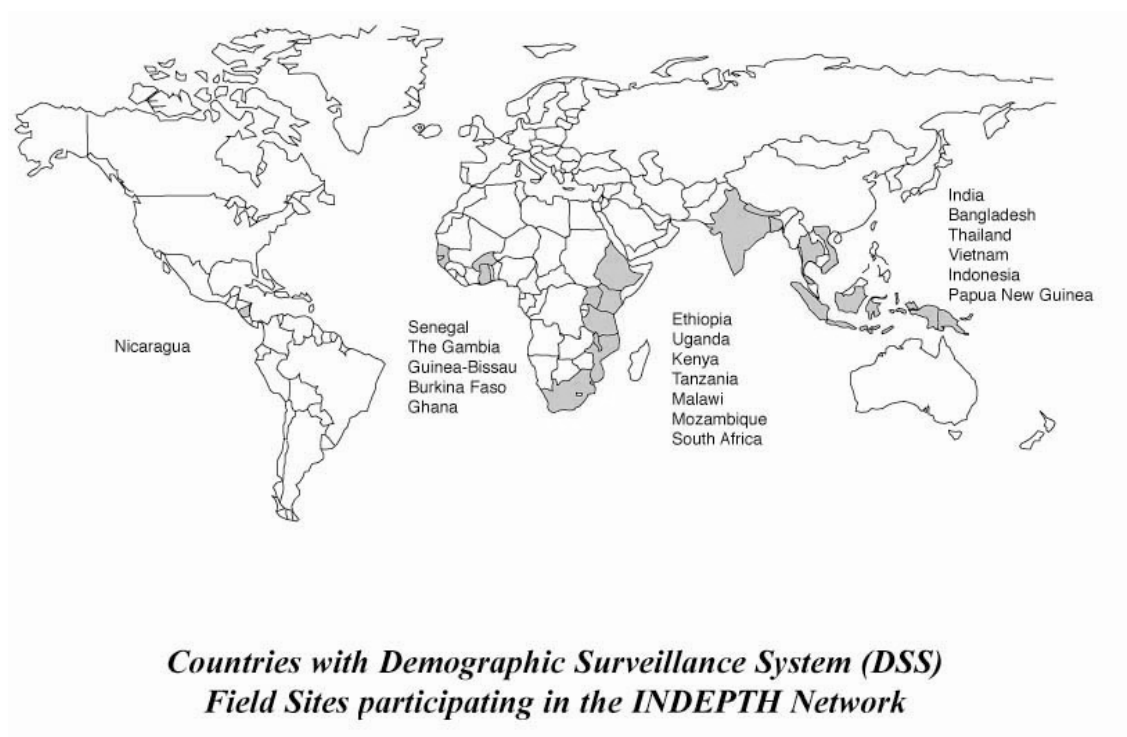 Nicaragua
Senegal
The Gambia
Guinea-Bissau
Burkina Faso
Ghana
Ethiopia
Uganda
Kenya
Tanzania
Malawi
Mozambique
South Africa
India
Bangladesh
Thailand
Vietnam
Indonesia
Papua New Guinea
Countries with Demographic Surveillance System (DSS)
Field Sites participating in the INDEPTH Network